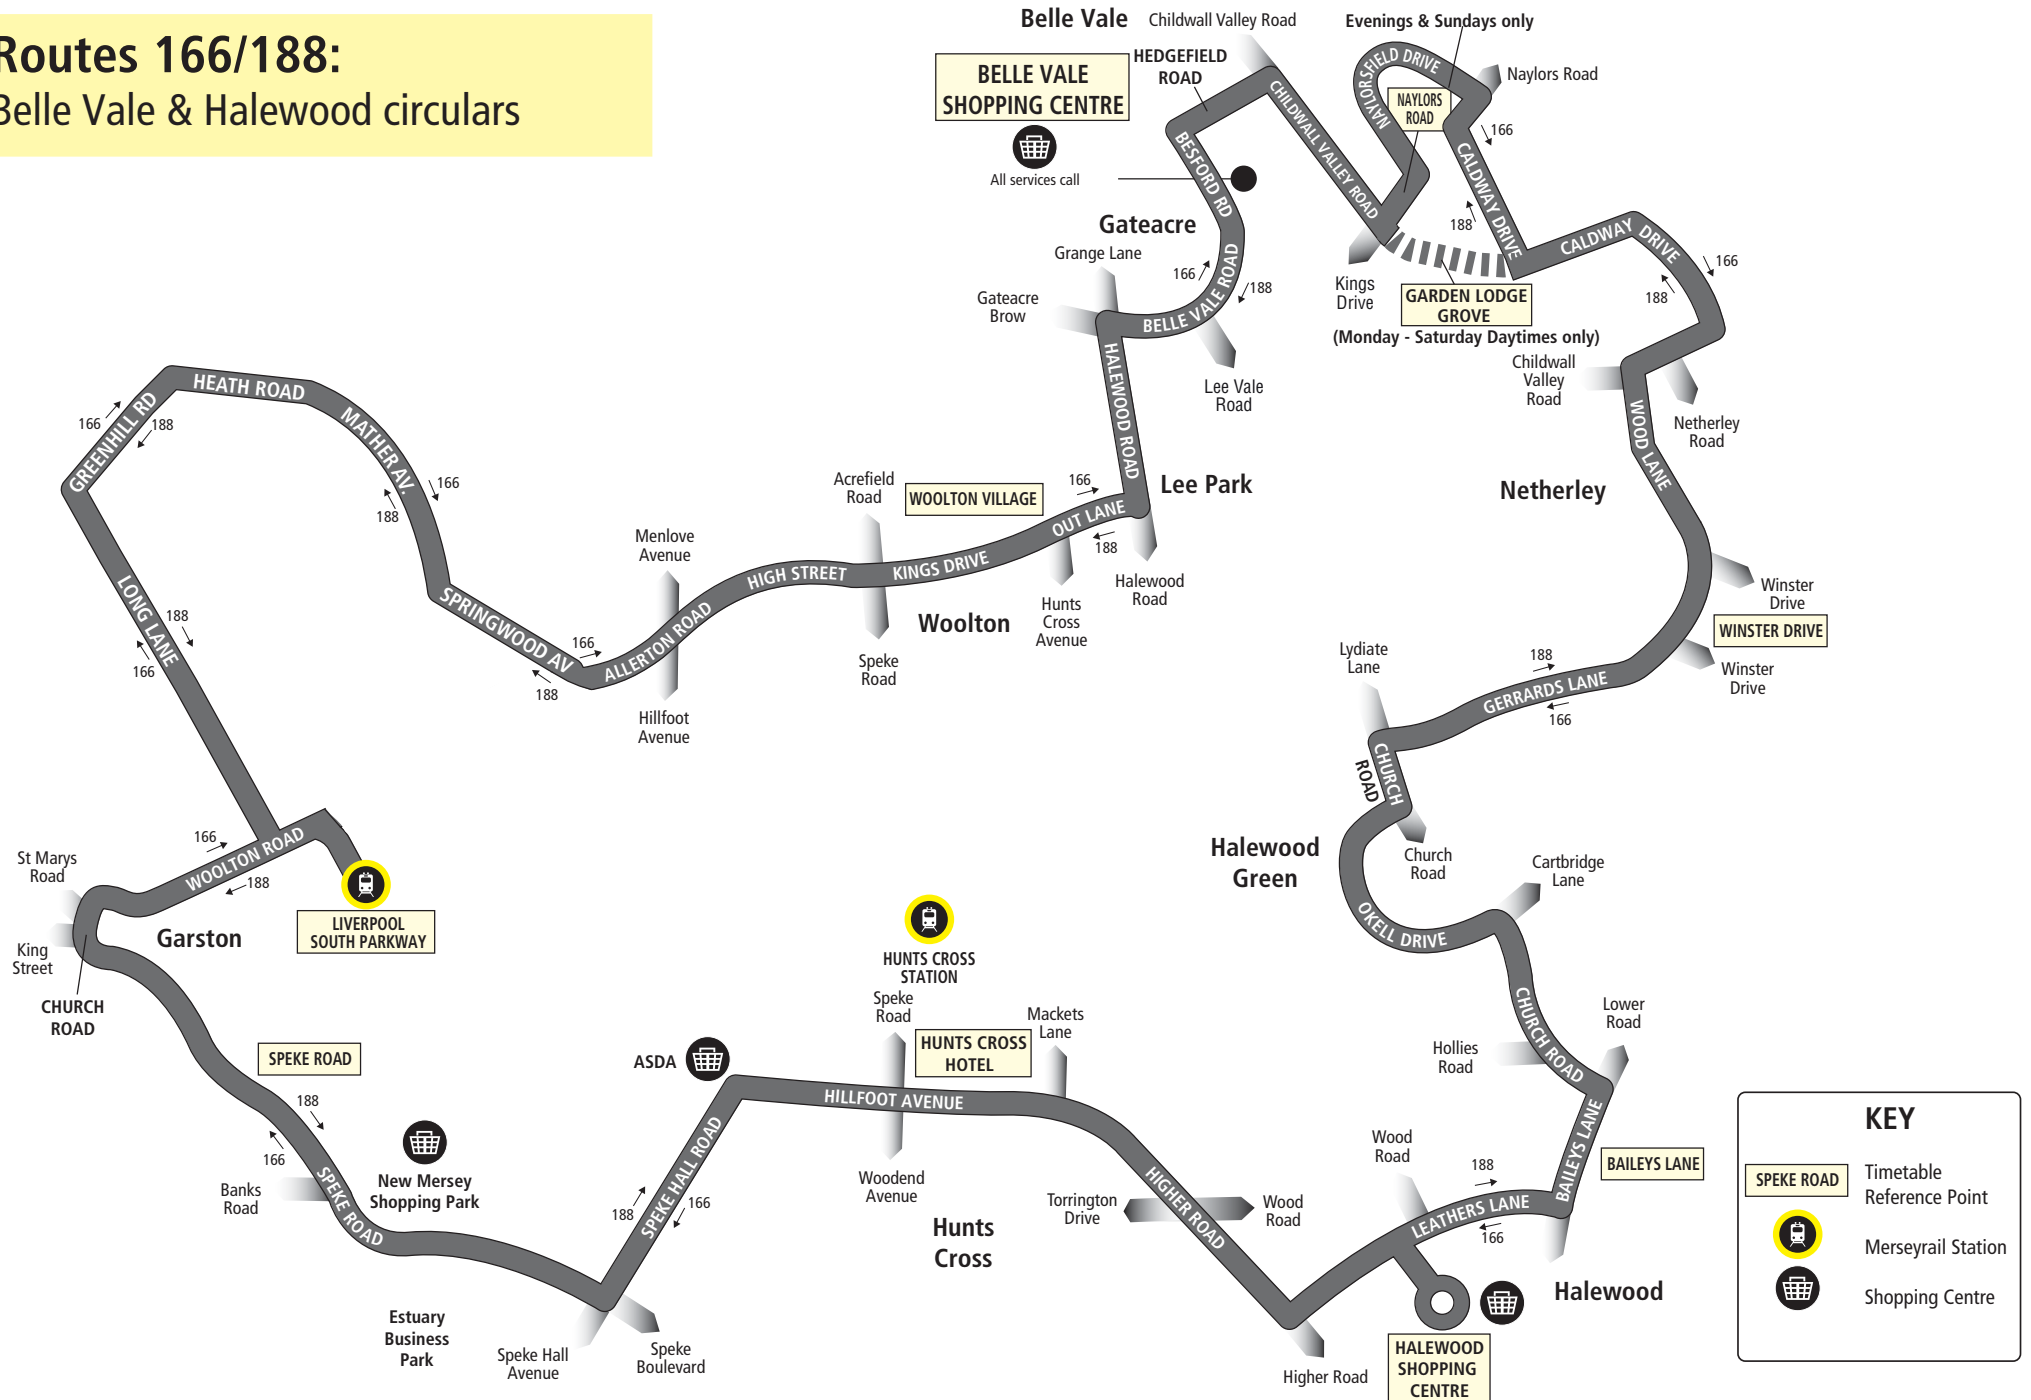 Routes 166/188:
Belle Vale & Halewood circulars
Belle Vale
Childwall Valley Road
Evenings & Sundays only
BELLE VALE
SHOPPING CENTRE
All services call
HEDGEFIELD
ROAD
NAYLORSFIELD DRIVE
Naylors Road
NAYLORS
ROAD
CHILDWALL VALLEY ROAD
BESFORD RD
166
188
CALDWAY DRIVE
CALDWAY DRIVE
166
188
Gateacre
Grange Lane
Gateacre
Brow
166
188
BELLE VALE ROAD
Lee Vale
Road
Kings
Drive
GARDEN LODGE
GROVE
(Monday - Saturday Daytimes only)
Childwall
Valley
Road
Netherley
Road
WOOD LANE
Netherley
HALEWOOD ROAD
Lee Park
HEATH ROAD
GREENHILL RD
166
188
MATHER AV.
166
188
LONG LANE
188
166
SPRINGWOOD AV
166
188
ALLERTON ROAD
Menlove
Avenue
Hillfoot
Avenue
HIGH STREET
Acrefield
Road
WOOLTON VILLAGE
KINGS DRIVE
Speke
Road
Woolton
OUT LANE
166
188
Hunts
Cross
Avenue
Halewood
Road
Winster
Drive
WINSTER DRIVE
Winster
Drive
Lydiate
Lane
188
GERRARDS LANE
166
CHURCH
ROAD
Church
Road
Halewood
Green
OKELL DRIVE
Cartbridge
Lane
CHURCH ROAD
Lower
Road
Hollies
Road
BAILEYS LANE
BAILEYS LANE
Wood
Road
188
LEATHERS LANE
166
Halewood
HALEWOOD
SHOPPING
CENTRE
Higher Road
HIGHER ROAD
Torrington
Drive
Wood
Road
Mackets
Lane
HUNTS CROSS
STATION
Speke
Road
HUNTS CROSS
HOTEL
HILLFOOT AVENUE
Woodend
Avenue
Hunts
Cross
ASDA
SPEKE HALL ROAD
188
166
Speke
Boulevard
Speke Hall
Avenue
Estuary
Business
Park
New Mersey
Shopping Park
SPEKE ROAD
Banks
Road
188
166
SPEKE ROAD
CHURCH
ROAD
King
Street
St Marys
Road
Garston
166
WOOLTON ROAD
188
LIVERPOOL
SOUTH PARKWAY
KEY
SPEKE ROAD
Timetable
Reference Point
Merseyrail Station
Shopping Centre